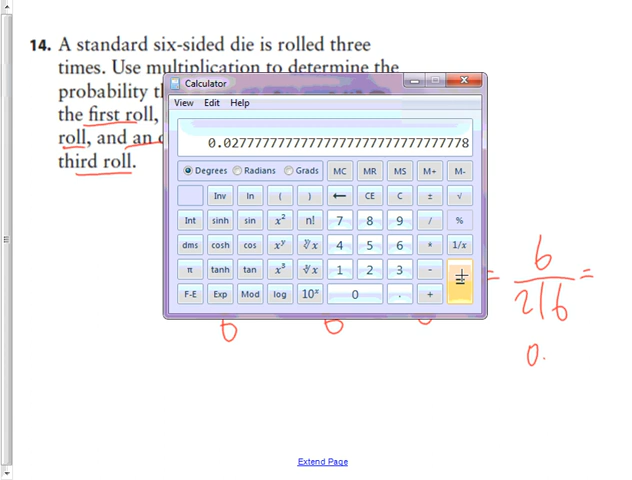 14. A standard six-sided die is rolled three
times. Use multiplication to determine the
probability th
the first roll,
roll, and an
third roll.
Calculator
View Edit Help
0.027777777777777777777777777777778
Degrees Radians Grads MC MR MS M+ M-
Inv ln ( ) ← CE C ± √
Int sinh sin x² n! 7 8 9 / %
dms cosh cos xʸ ʸ√x 4 5 6 * 1/x
π tanh tan x³ ³√x 1 2 3 - =
F-E Exp Mod log 10ˣ 0 . +
= 6/216 =
6 6
0.
Extend Page